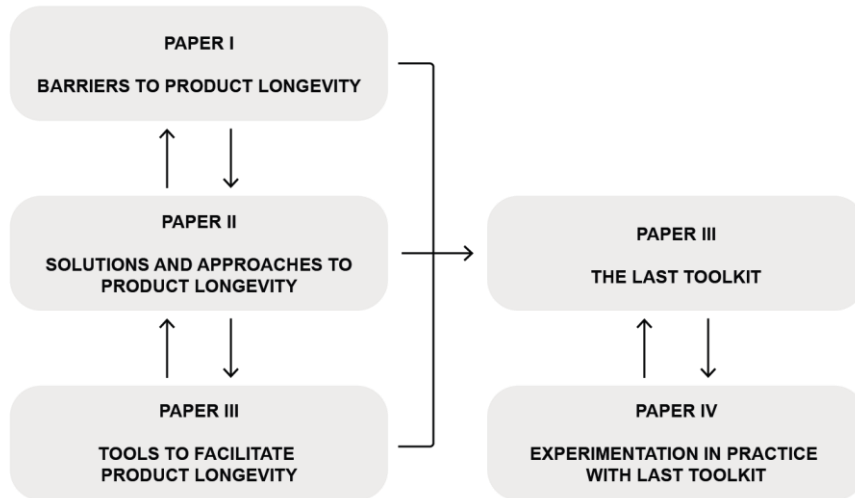 PAPER I
BARRIERS TO PRODUCT LONGEVITY
PAPER II
SOLUTIONS AND APPROACHES TO
PRODUCT LONGEVITY
PAPER III
TOOLS TO FACILITATE
PRODUCT LONGEVITY
PAPER III
THE LAST TOOLKIT
PAPER IV
EXPERIMENTATION IN PRACTICE
WITH LAST TOOLKIT